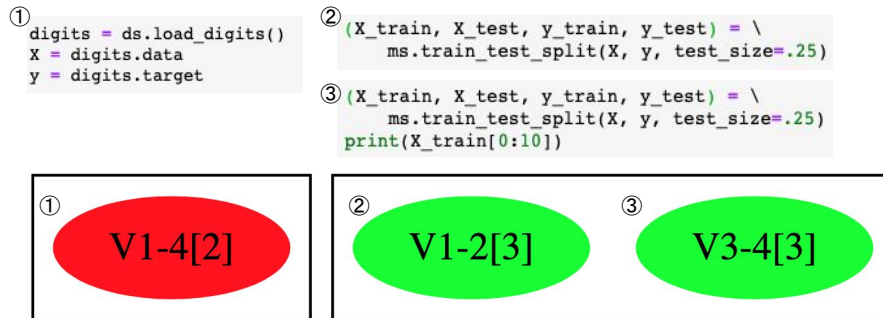 ①
digits = ds.load_digits()
X = digits.data
y = digits.target
②
(X_train, X_test, y_train, y_test) = \
    ms.train_test_split(X, y, test_size=.25)
③
(X_train, X_test, y_train, y_test) = \
    ms.train_test_split(X, y, test_size=.25)
print(X_train[0:10])
①
V1-4[2]
②
V1-2[3]
③
V3-4[3]